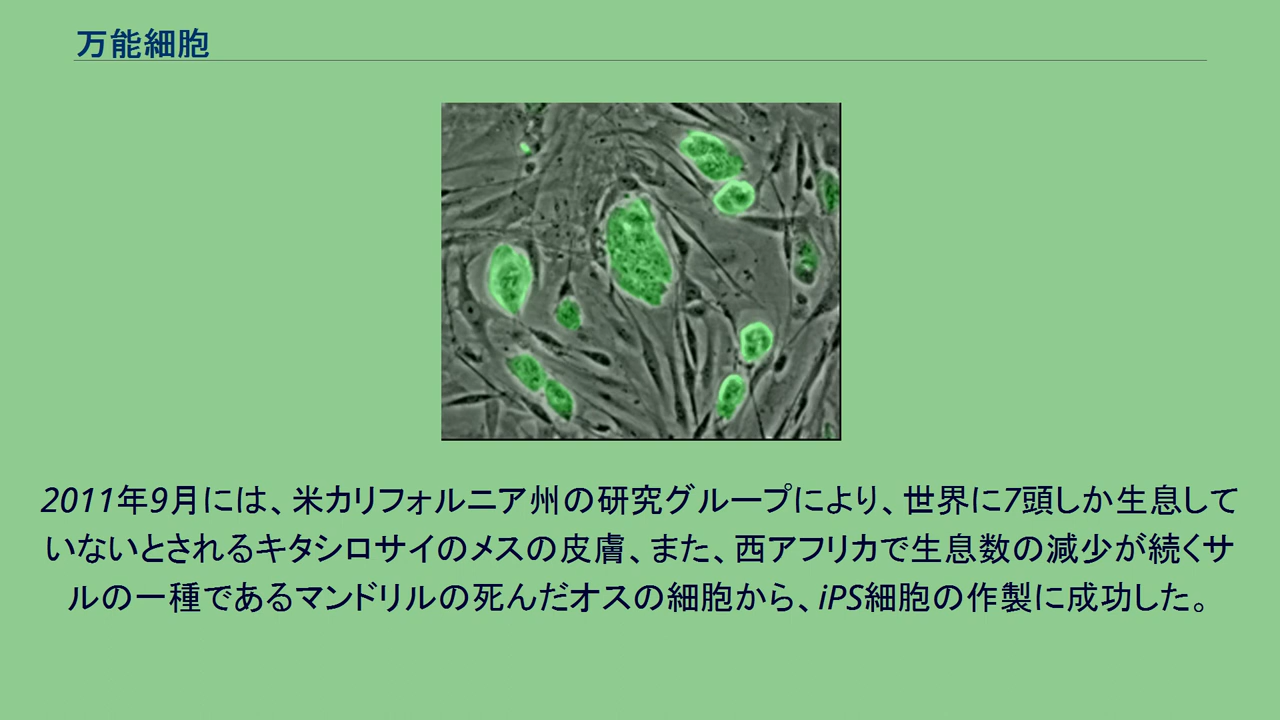 万能細胞
2011年9月には、米カリフォルニア州の研究グループにより、世界に7頭しか生息して
いないとされるキタシロサイのメスの皮膚、また、西アフリカで生息数の減少が続くサ
ルの一種であるマンドリルの死んだオスの細胞から、iPS細胞の作製に成功した。